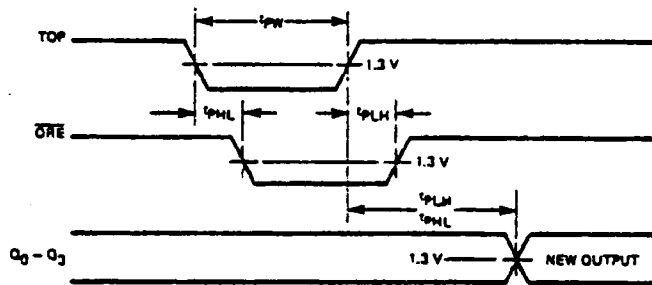 tPW
TOP
1.3 V
tPHL
tPLH
ORE
1.3 V
tPLH
tPHL
Q0 – Q3
1.3 V
NEW OUTPUT